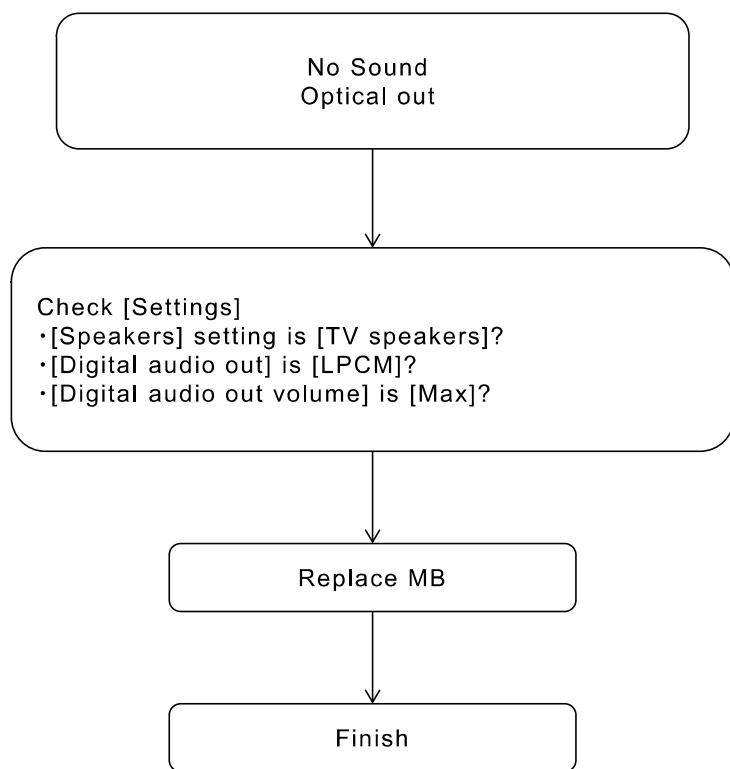 No Sound
Optical out
Check [Settings]
・[Speakers] setting is [TV speakers]?
・[Digital audio out] is [LPCM]?
・[Digital audio out volume] is [Max]?
Replace MB
Finish